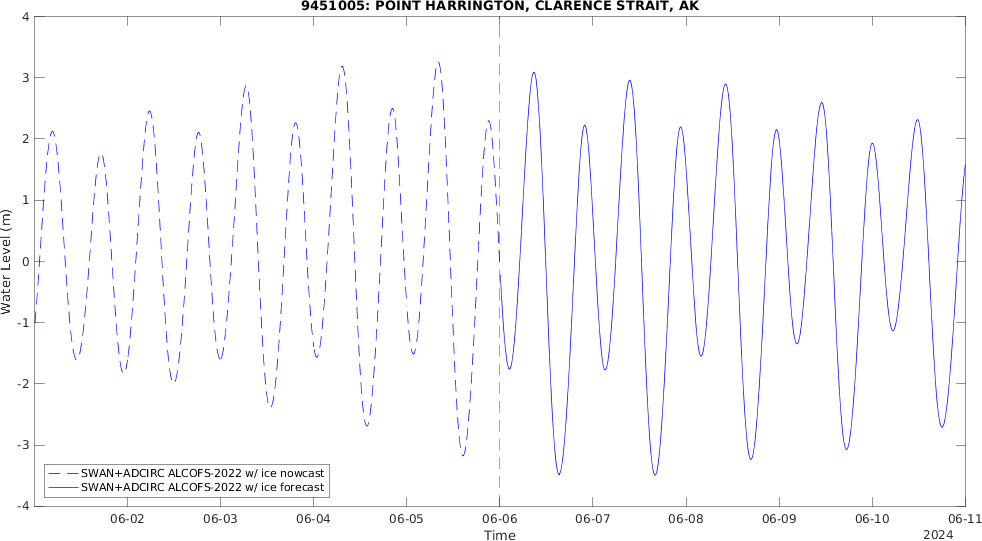 9451005: POINT HARRINGTON, CLARENCE STRAIT, AK
4
3
2
1
0
-1
-2
-3
-4
Water Level (m)
SWAN+ADCIRC ALCOFS-2022 w/ ice nowcast
SWAN+ADCIRC ALCOFS-2022 w/ ice forecast
06-02 06-03 06-04 06-05 06-06 06-07 06-08 06-09 06-10 06-11
Time
2024